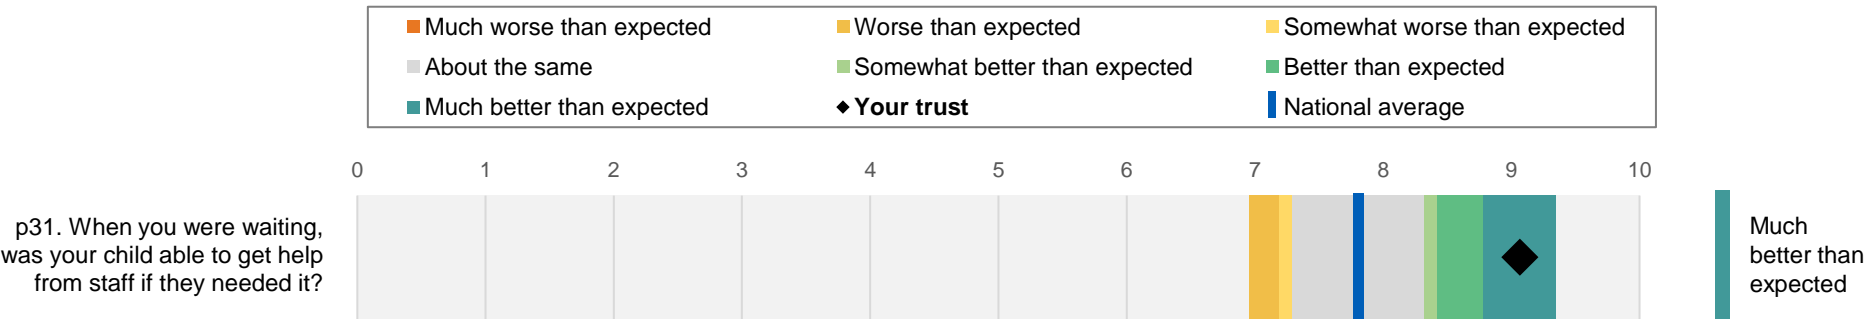 Much worse than expected Worse than expected Somewhat worse than expected
About the same Somewhat better than expected Better than expected
Much better than expected Your trust National average
0 1 2 3 4 5 6 7 8 9 10
p31. When you were waiting,
was your child able to get help
from staff if they needed it?
Much
better than
expected